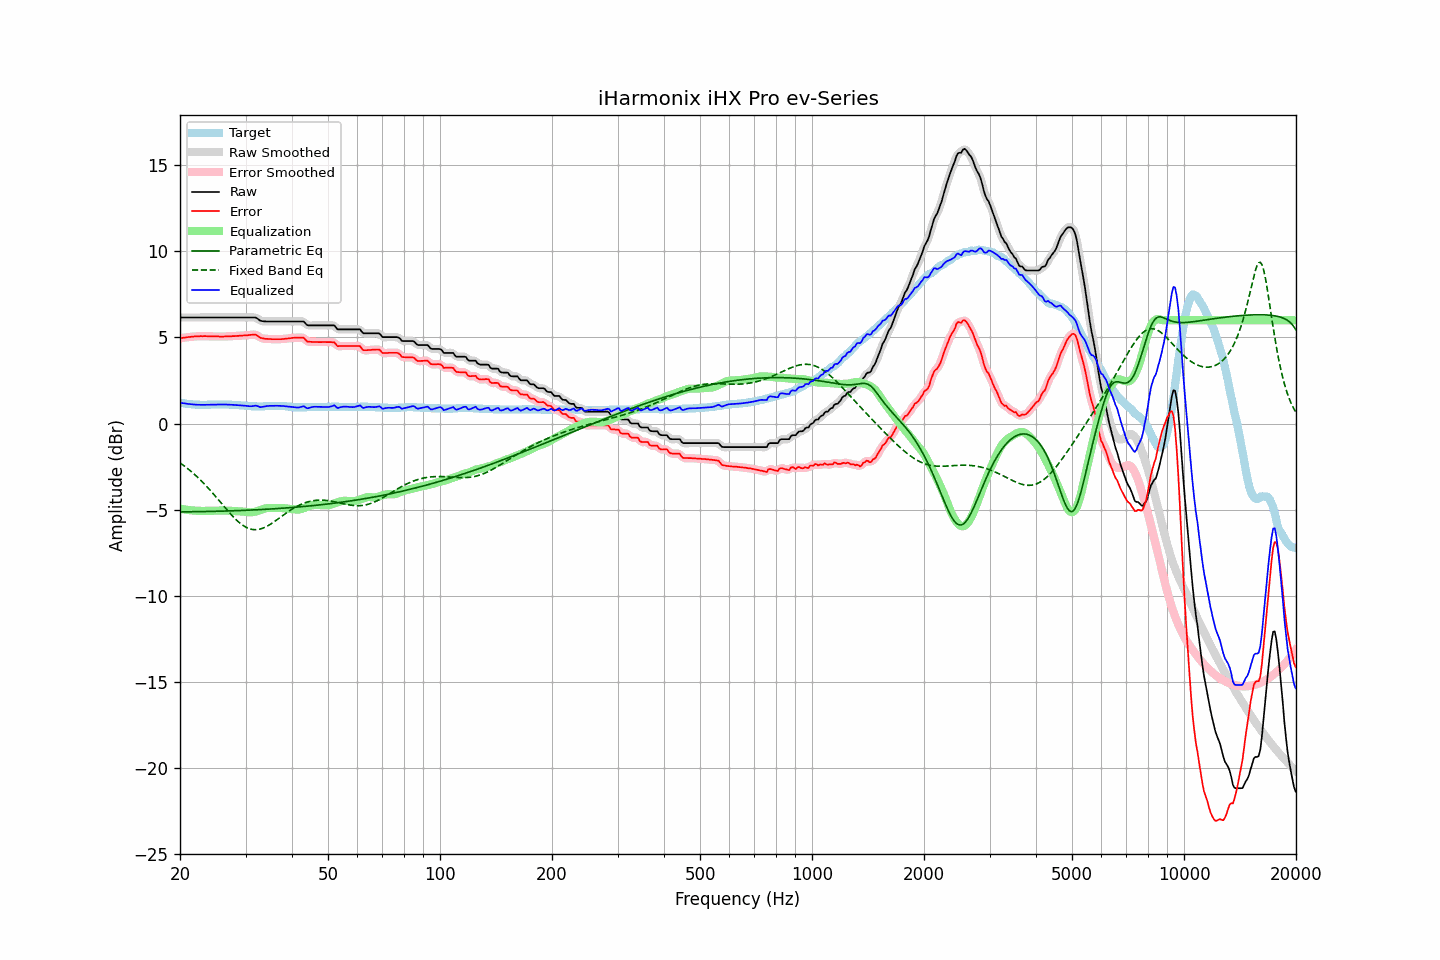 iHarmonix iHX Pro ev-Series
Target
Raw Smoothed
Error Smoothed
Raw
Error
Equalization
Parametric Eq
Fixed Band Eq
Equalized
15
10
5
0
−5
−10
−15
−20
−25
Amplitude (dBr)
20
50
100
200
500
1000
2000
5000
10000
20000
Frequency (Hz)